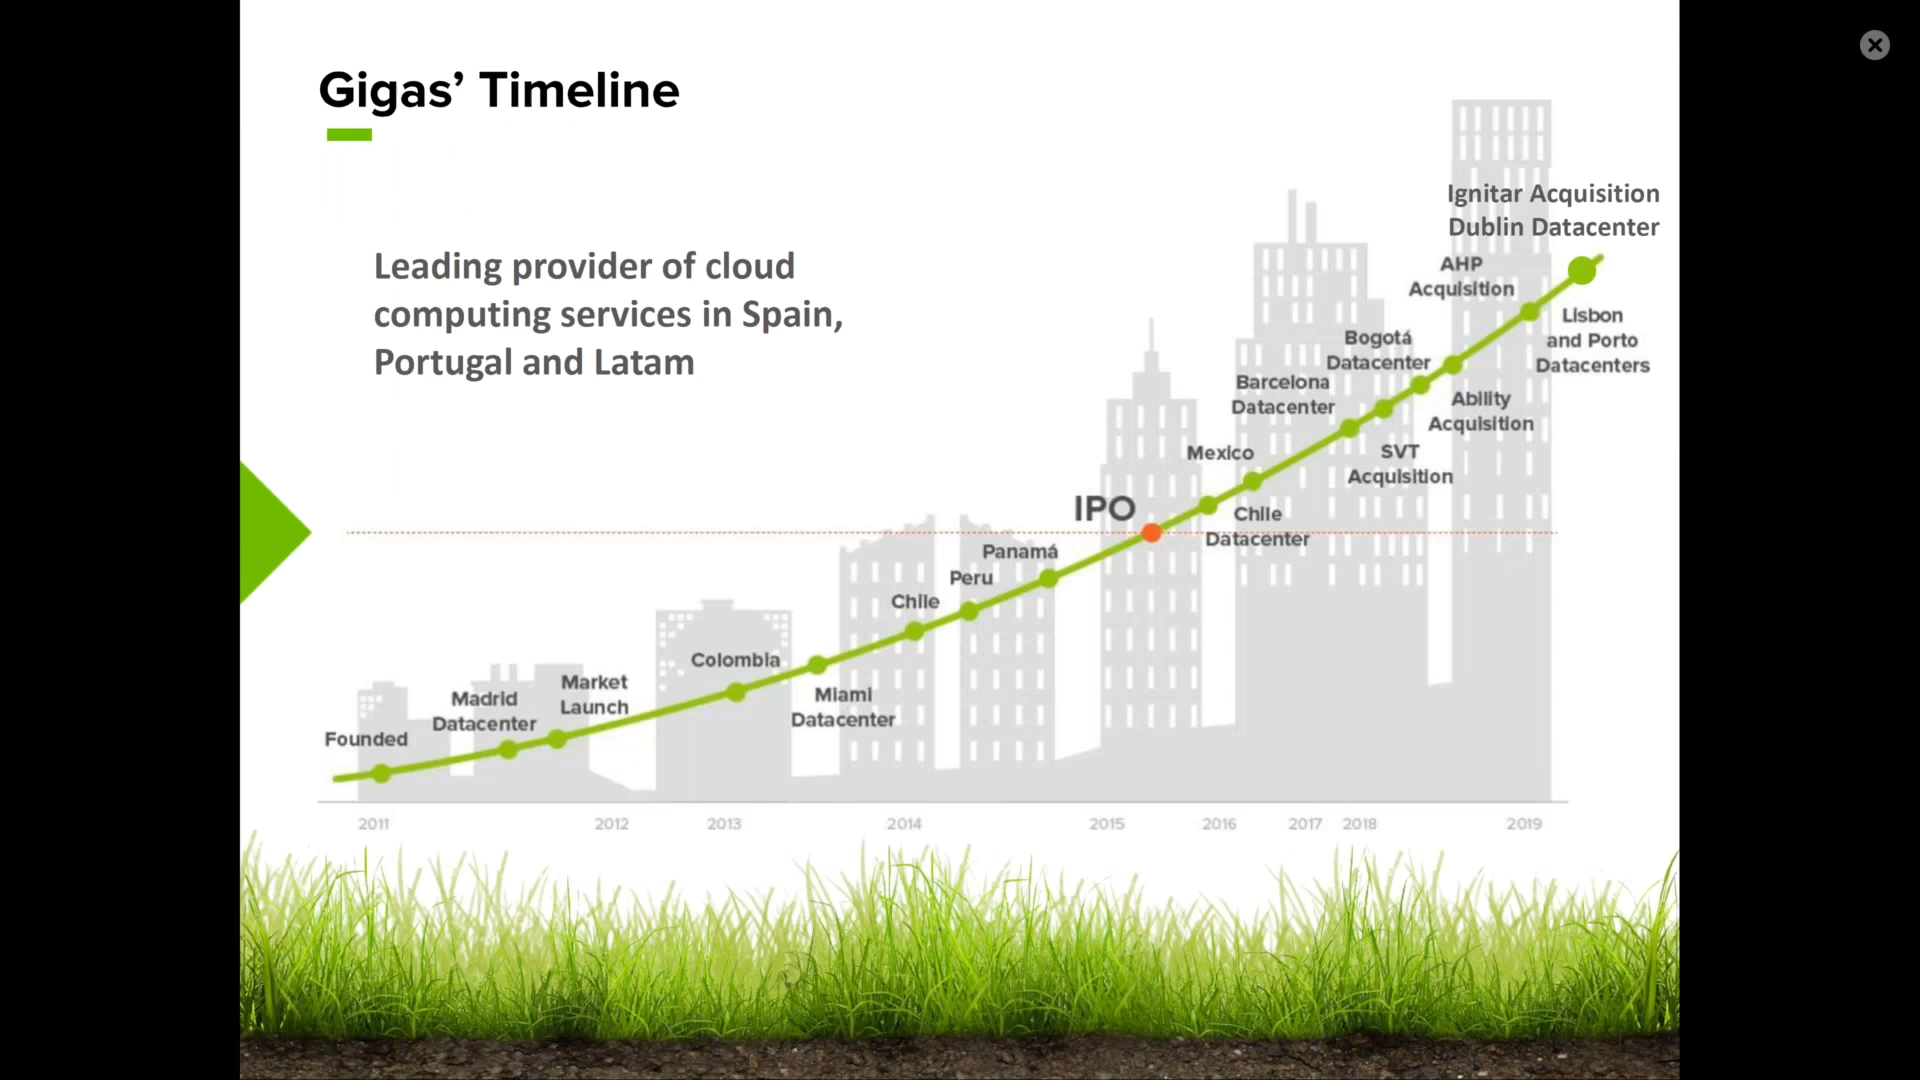 Gigas’ Timeline
Leading provider of cloud
computing services in Spain,
Portugal and Latam
Founded
Madrid
Datacenter
Market
Launch
Colombia
Miami
Datacenter
Chile
Peru
Panamá
IPO
Mexico
Chile
Datacenter
Barcelona
Datacenter
SVT
Acquisition
Bogotá
Datacenter
Ability
Acquisition
AHP
Acquisition
Lisbon
and Porto
Datacenters
Ignitar Acquisition
Dublin Datacenter
2011
2012
2013
2014
2015
2016
2017
2018
2019